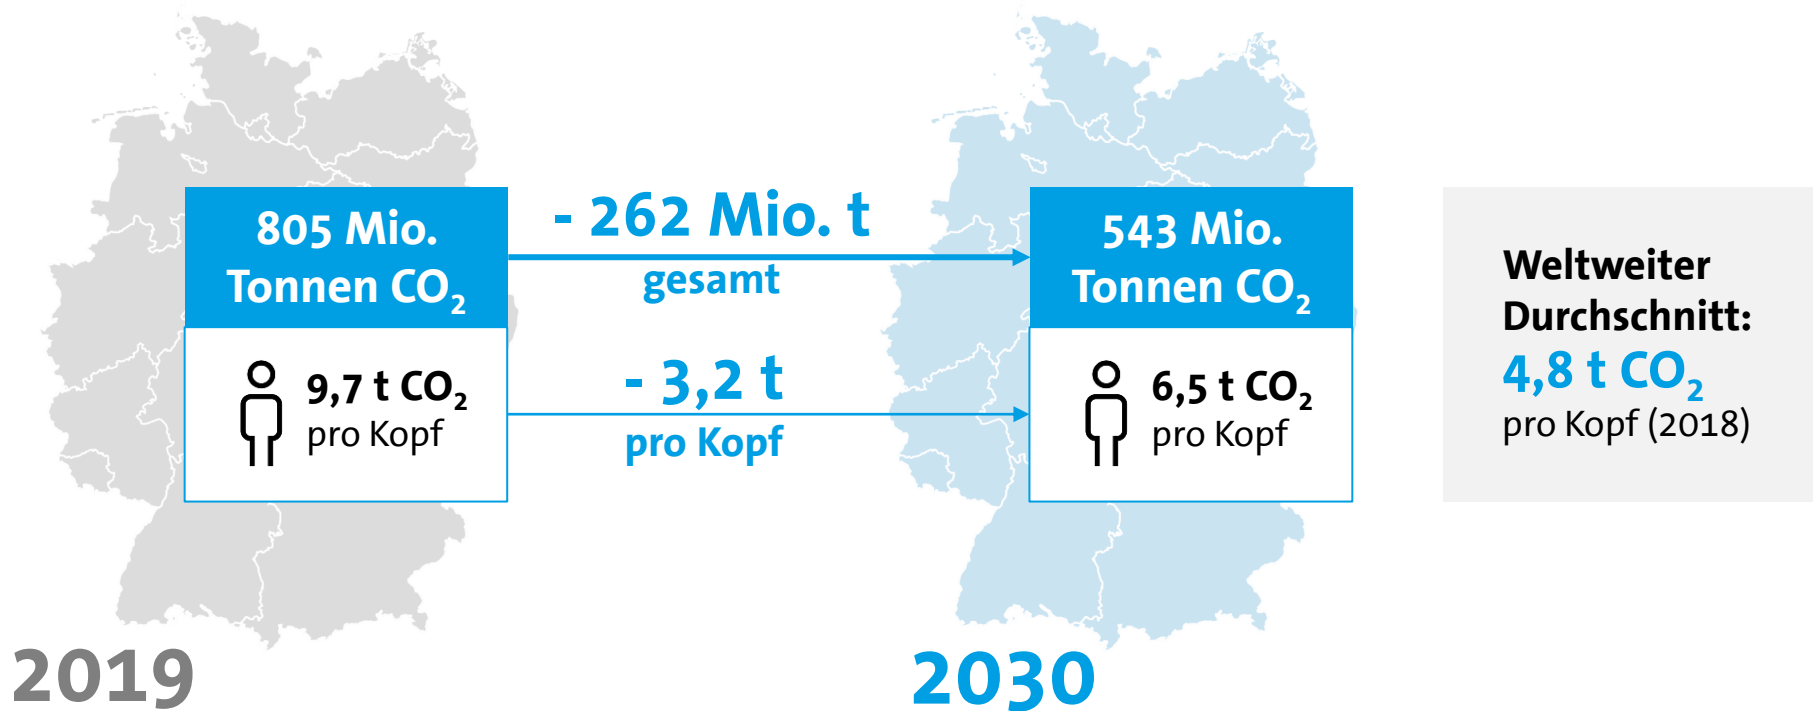 805 Mio.
Tonnen CO₂
9,7 t CO₂
pro Kopf
2019
- 262 Mio. t
gesamt
- 3,2 t
pro Kopf
543 Mio.
Tonnen CO₂
6,5 t CO₂
pro Kopf
2030
Weltweiter
Durchschnitt:
4,8 t CO₂
pro Kopf (2018)